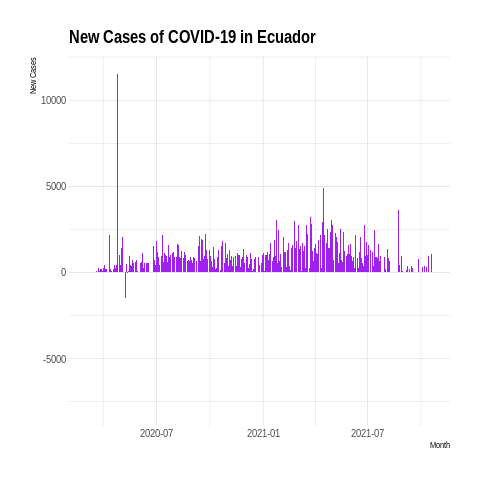 New Cases of COVID-19 in Ecuador
New Cases
10000
5000
0
-5000
2020-07
2021-01
2021-07
Month